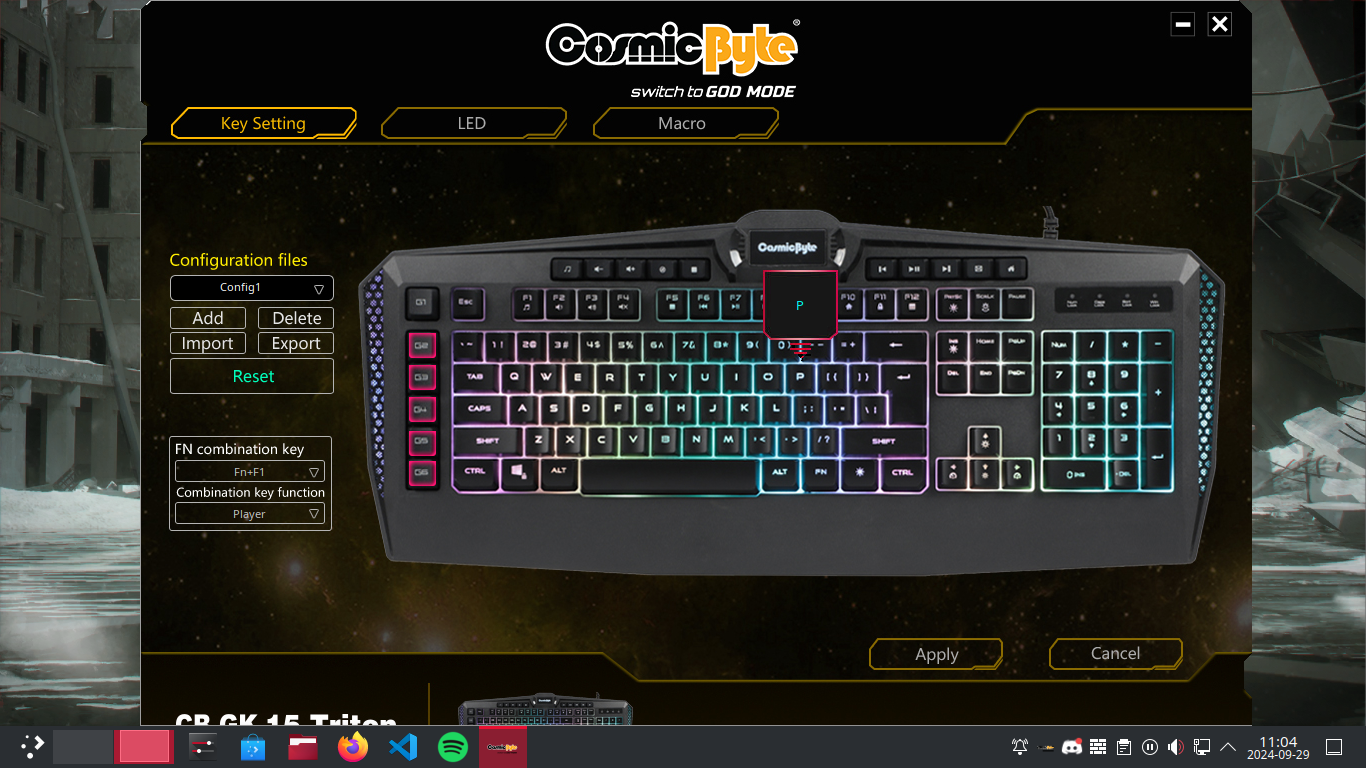 CosmicByte®
switch to GOD MODE
Key Setting
LED
Macro
Configuration files
Config1
Add
Delete
Import
Export
Reset
FN combination key
Fn+F1
Combination key function
Player
CosmicByte
P
G1
Esc
F1
F2
F3
F4
F5
F6
F7
F10
F11
F12
PrtSc
ScrLk
Pause
G2
1 !
2@
3#
4$
5%
6^
7&
8*
9(
0)
Ins
Home
PgUp
Num
/
*
-
G3
TAB
Q
W
E
R
T
Y
U
I
O
P
[ {
] }
Del
End
PgDn
7
8
9
+
G4
CAPS
A
S
D
F
G
H
J
K
L
4
5
6
G5
SHIFT
Z
X
C
V
B
N
M
/ ?
SHIFT
1
2
3
G6
CTRL
ALT
ALT
FN
CTRL
0 Ins
Del
Apply
Cancel
CB GK 15 Triton
CosmicByte
11:04
2024-09-29